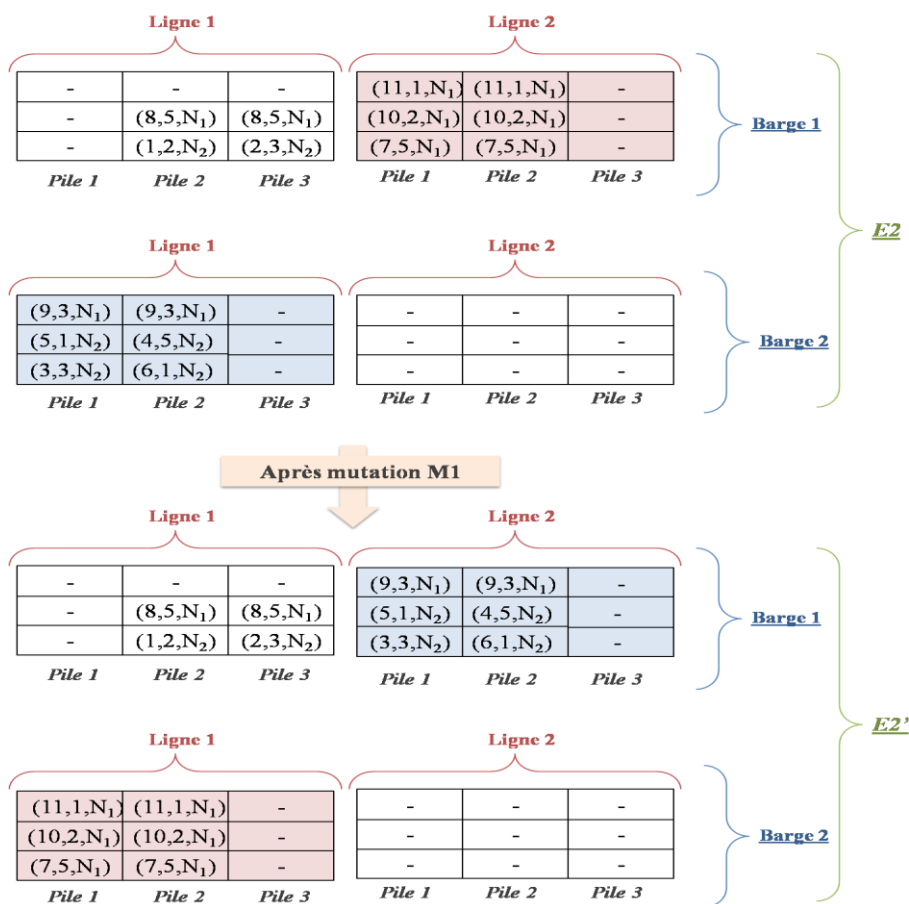 Ligne 1 Ligne 2
- - - (11,1,N₁) (11,1,N₁) -
- (8,5,N₁) (8,5,N₁) (10,2,N₁) (10,2,N₁) -
- (1,2,N₂) (2,3,N₂) (7,5,N₁) (7,5,N₁) -
Pile 1 Pile 2 Pile 3 Pile 1 Pile 2 Pile 3
Barge 1
E2
Ligne 1 Ligne 2
(9,3,N₁) (9,3,N₁) - - - -
(5,1,N₂) (4,5,N₂) - - - -
(3,3,N₂) (6,1,N₂) - - - -
Pile 1 Pile 2 Pile 3 Pile 1 Pile 2 Pile 3
Barge 2
Après mutation M1
Ligne 1 Ligne 2
- - - (9,3,N₁) (9,3,N₁) -
- (8,5,N₁) (8,5,N₁) (5,1,N₂) (4,5,N₂) -
- (1,2,N₂) (2,3,N₂) (3,3,N₂) (6,1,N₂) -
Pile 1 Pile 2 Pile 3 Pile 1 Pile 2 Pile 3
Barge 1
E2’
Ligne 1 Ligne 2
(11,1,N₁) (11,1,N₁) - - - -
(10,2,N₁) (10,2,N₁) - - - -
(7,5,N₁) (7,5,N₁) - - - -
Pile 1 Pile 2 Pile 3 Pile 1 Pile 2 Pile 3
Barge 2